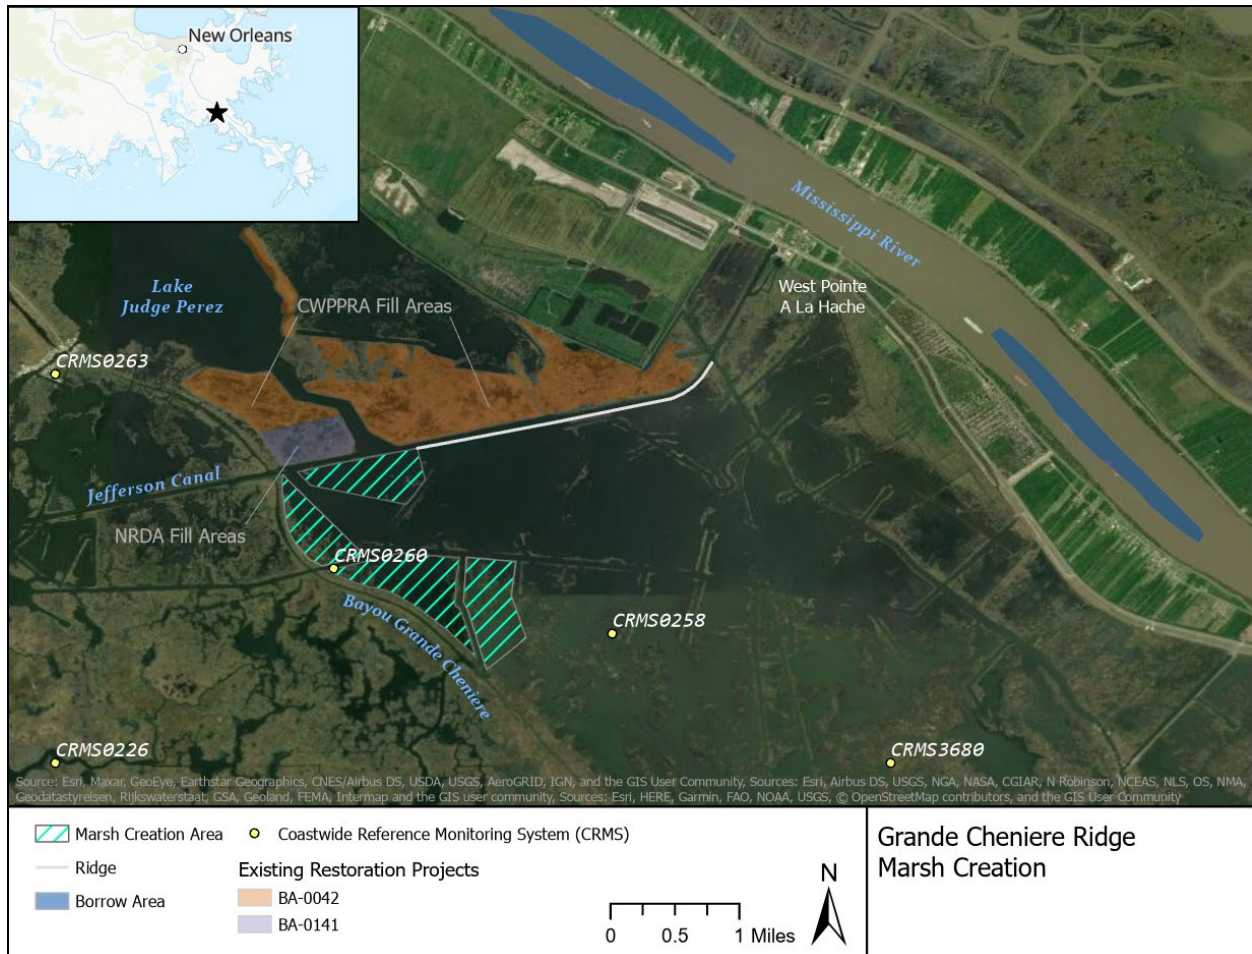 New Orleans
Mississippi River
Lake
Judge Perez
CWPPRA Fill Areas
West Pointe
A La Hache
CRMS0263
Jefferson Canal
NRDA Fill Areas
CRMS0260
Bayou Grande Cheniere
CRMS0258
CRMS0226
CRMS3680
Source: Esri, Maxar, GeoEye, Earthstar Geographics, CNES/Airbus DS, USDA, USGS, AeroGRID, IGN, and the GIS User Community, Sources: Esri, Airbus DS, USGS, NGA, NASA, CGIAR, N Robinson, NCEAS, NLS, OS, NMA,
Geodatastyrelsen, Rijkswaterstaat, GSA, Geoland, FEMA, Intermap and the GIS user community, Sources: Esri, HERE, Garmin, FAO, NOAA, USGS, © OpenStreetMap contributors, and the GIS User Community
Marsh Creation Area
Coastwide Reference Monitoring System (CRMS)
Ridge
Borrow Area
Existing Restoration Projects
BA-0042
BA-0141
0 0.5 1 Miles
N
Grande Cheniere Ridge
Marsh Creation